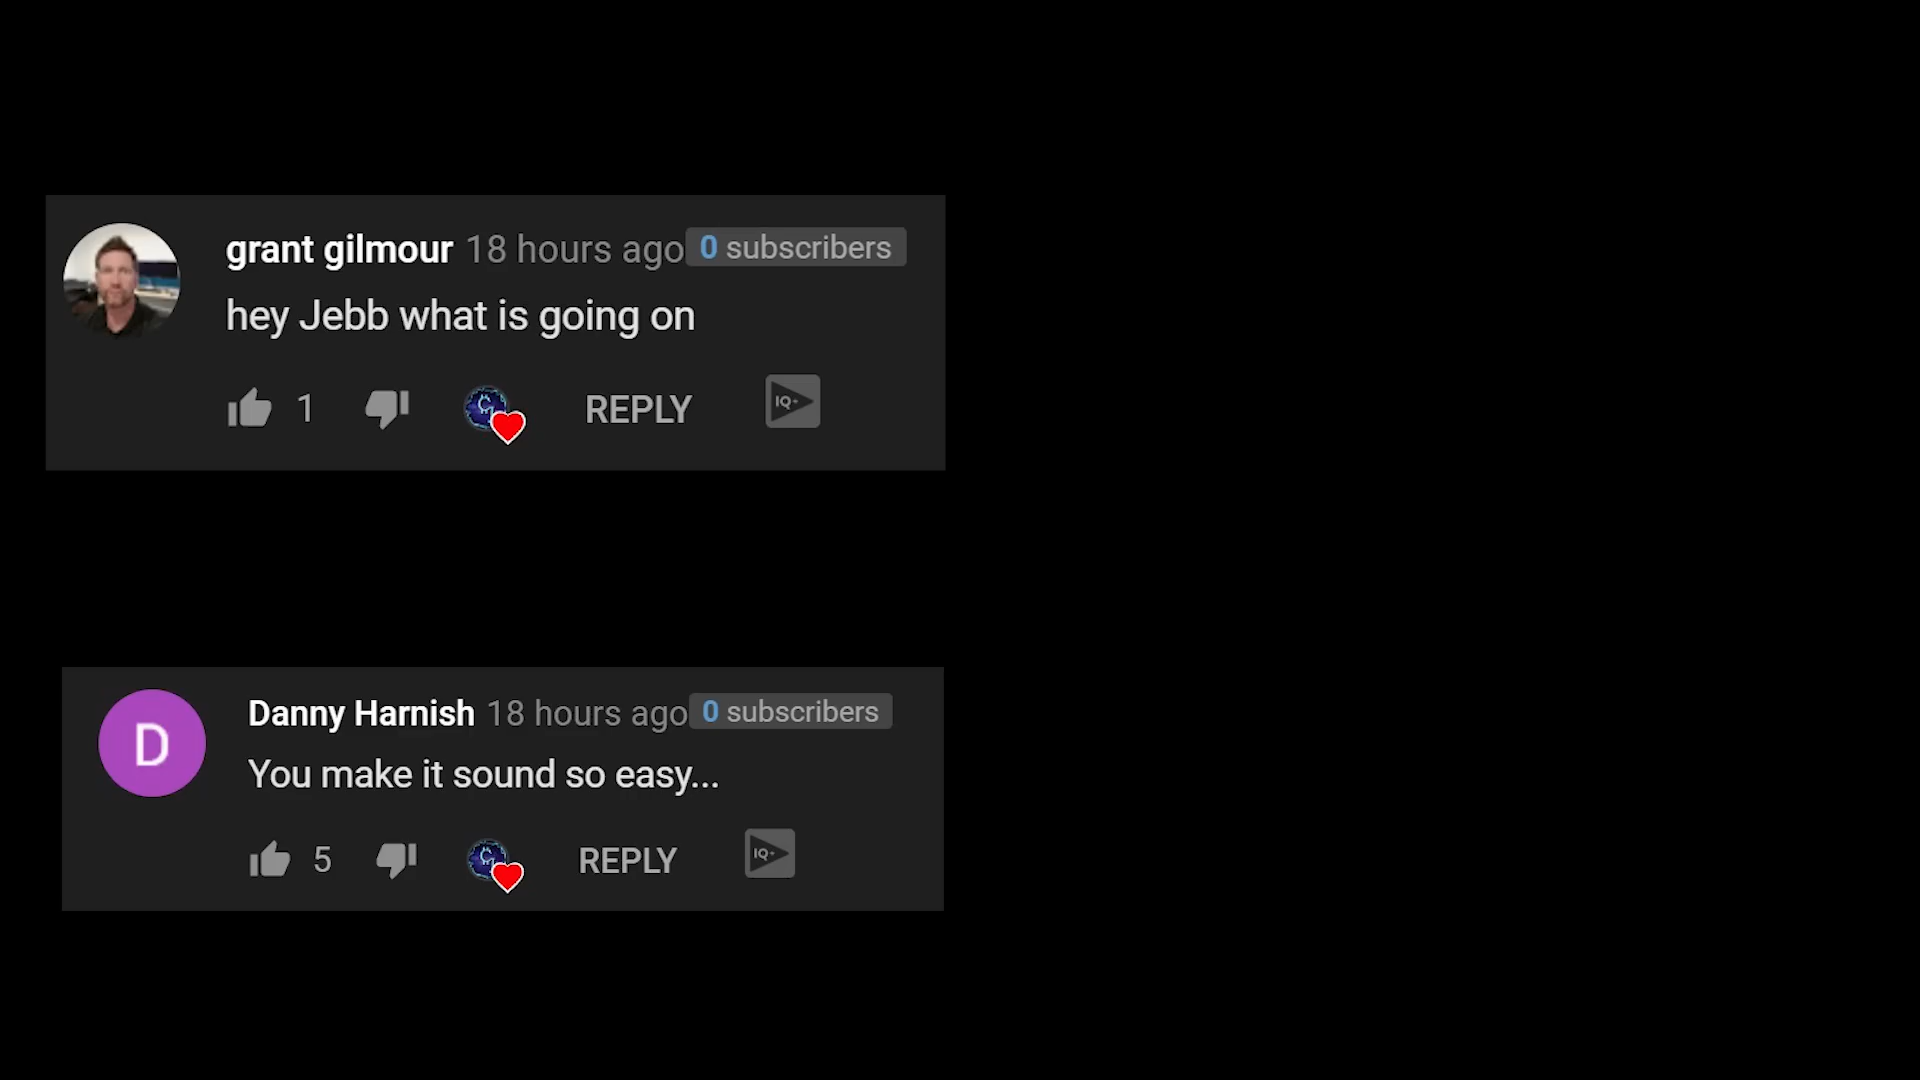 grant gilmour 18 hours ago 0 subscribers
hey Jebb what is going on
1 REPLY IQ+
D
Danny Harnish 18 hours ago 0 subscribers
You make it sound so easy...
5 REPLY IQ+